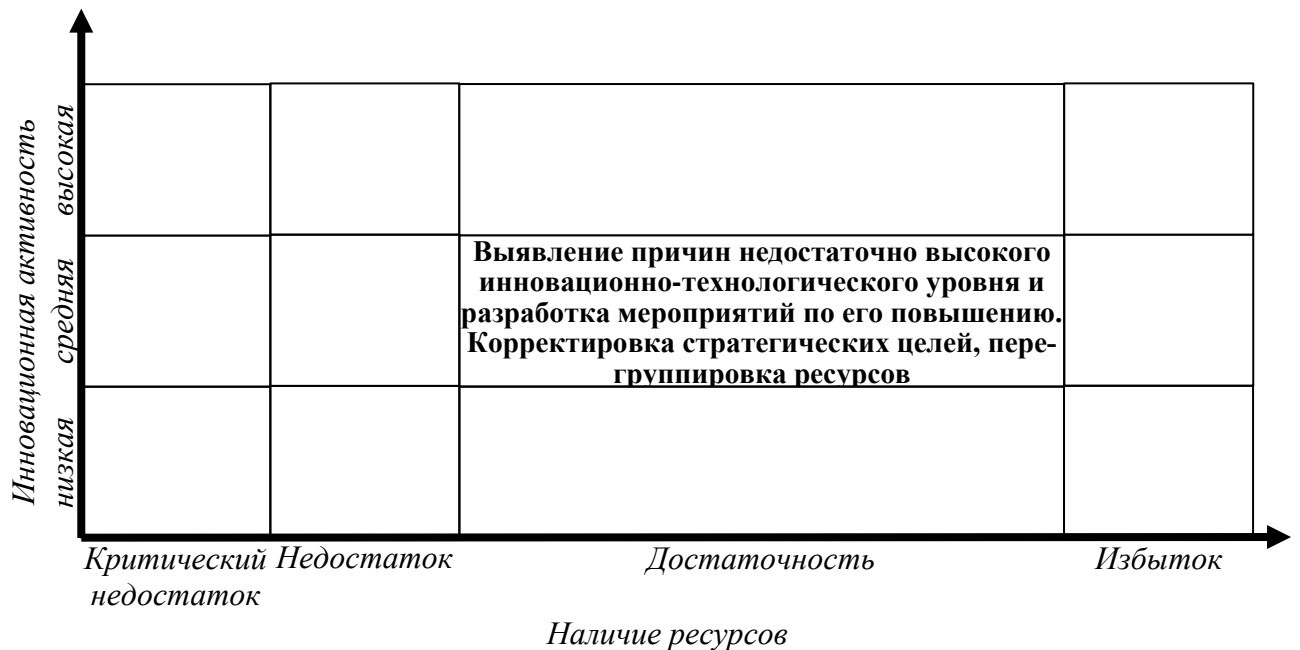 Инновационная активность
высокая
средняя
низкая
Выявление причин недостаточно высокого
инновационно-технологического уровня и
разработка мероприятий по его повышению.
Корректировка стратегических целей, пере-
группировка ресурсов
Критический
недостаток
Недостаток
Достаточность
Избыток
Наличие ресурсов